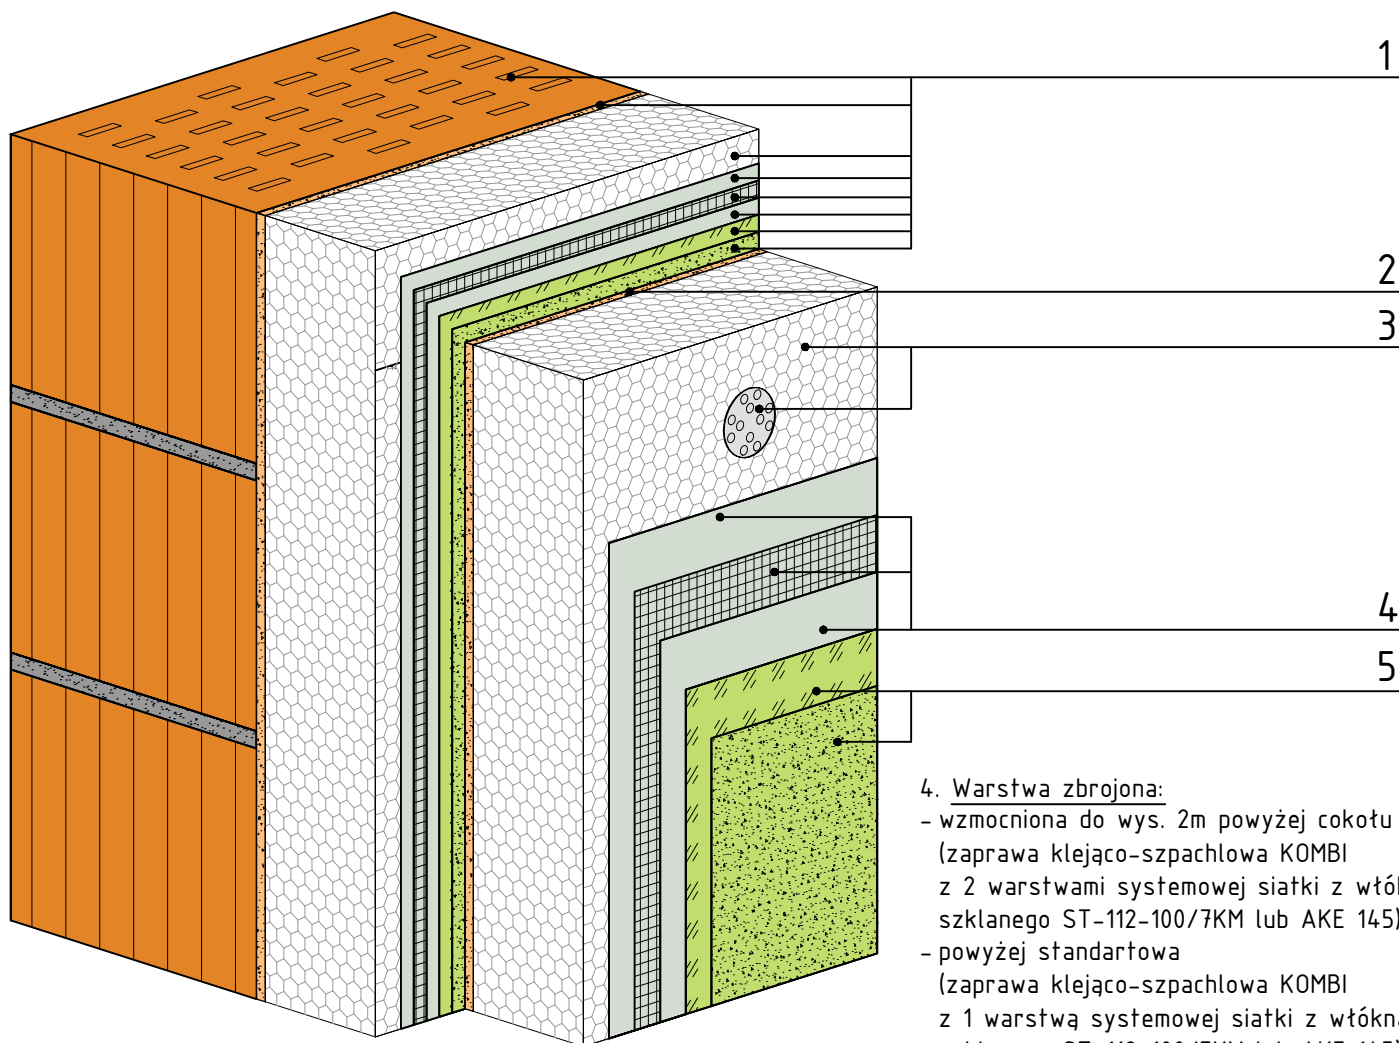 1
2
3
4
5
4. Warstwa zbrojona:
- wzmocniona do wys. 2m powyżej cokołu
(zaprawa klejąco-szpachlowa KOMBI
z 2 warstwami systemowej siatki z
szklanego ST-112-100/7KM lub AKE 145)
- powyżej standartowa
(zaprawa klejąco-szpachlowa KOMBI
z 1 warstwą systemowej siatki z włókna